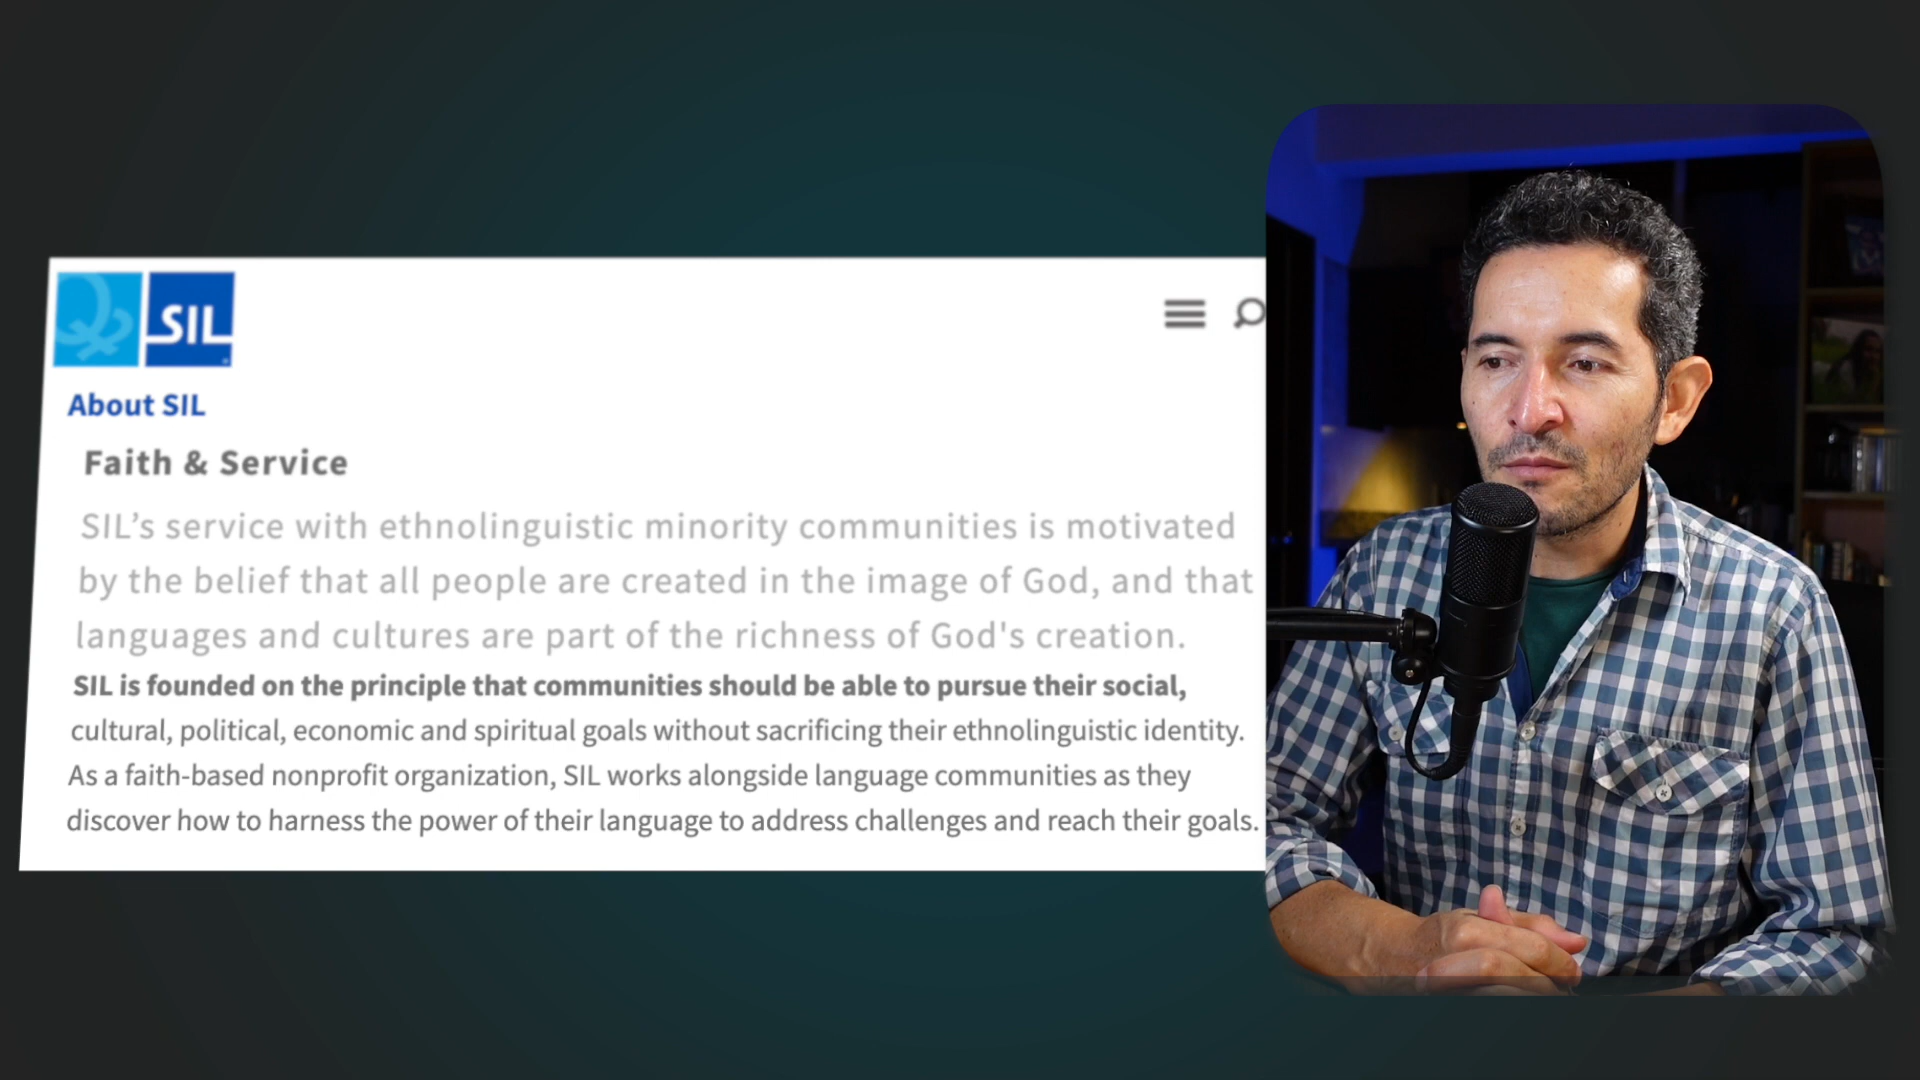 SIL
About SIL
Faith & Service
SIL’s service with ethnolinguistic minority communities is motivated
by the belief that all people are created in the image of God, and that
languages and cultures are part of the richness of God's creation.
SIL is founded on the principle that communities should be able to pursue their social,
cultural, political, economic and spiritual goals without sacrificing their ethnolinguistic identity.
As a faith-based nonprofit organization, SIL works alongside language communities as they
discover how to harness the power of their language to address challenges and reach their goals.